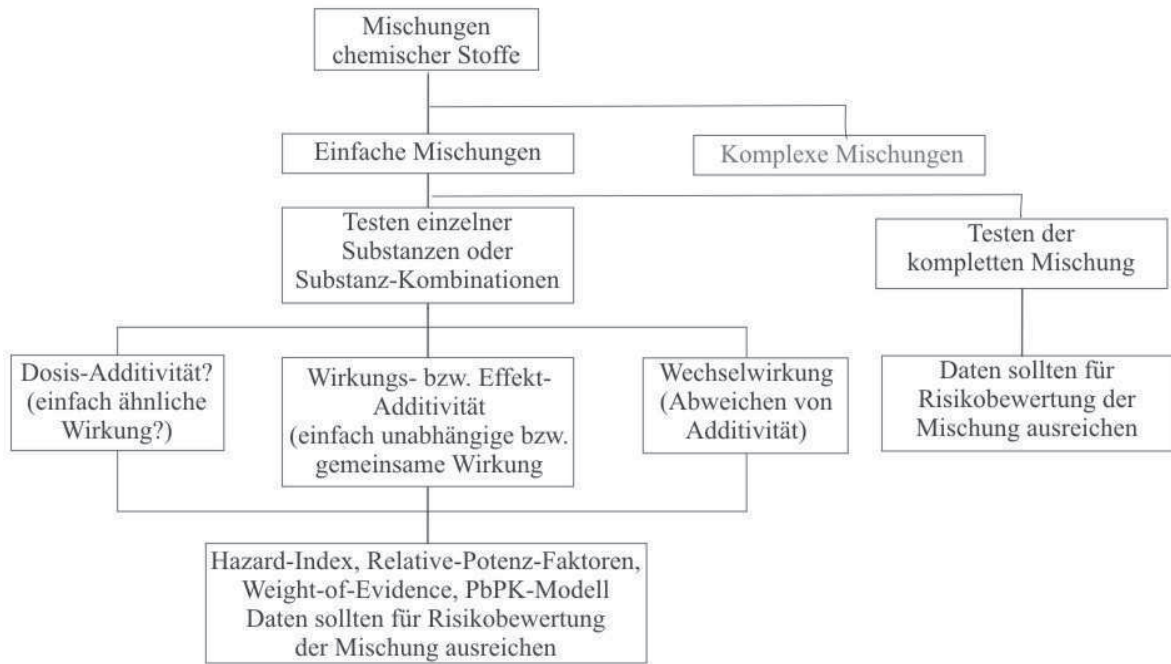 Mischungen
chemischer Stoffe
Einfache Mischungen
Komplexe Mischungen
Testen einzelner
Substanzen oder
Substanz-Kombinationen
Testen der
kompletten Mischung
Dosis-Additivität?
(einfach ähnliche
Wirkung?)
Wirkungs- bzw. Effekt-
Additivität
(einfach unabhängige bzw.
gemeinsame Wirkung
Wechselwirkung
(Abweichen von
Additivität)
Daten sollten für
Risikobewertung der
Mischung ausreichen
Hazard-Index, Relative-Potenz-Faktoren,
Weight-of-Evidence, PbPK-Modell
Daten sollten für Risikobewertung
der Mischung ausreichen